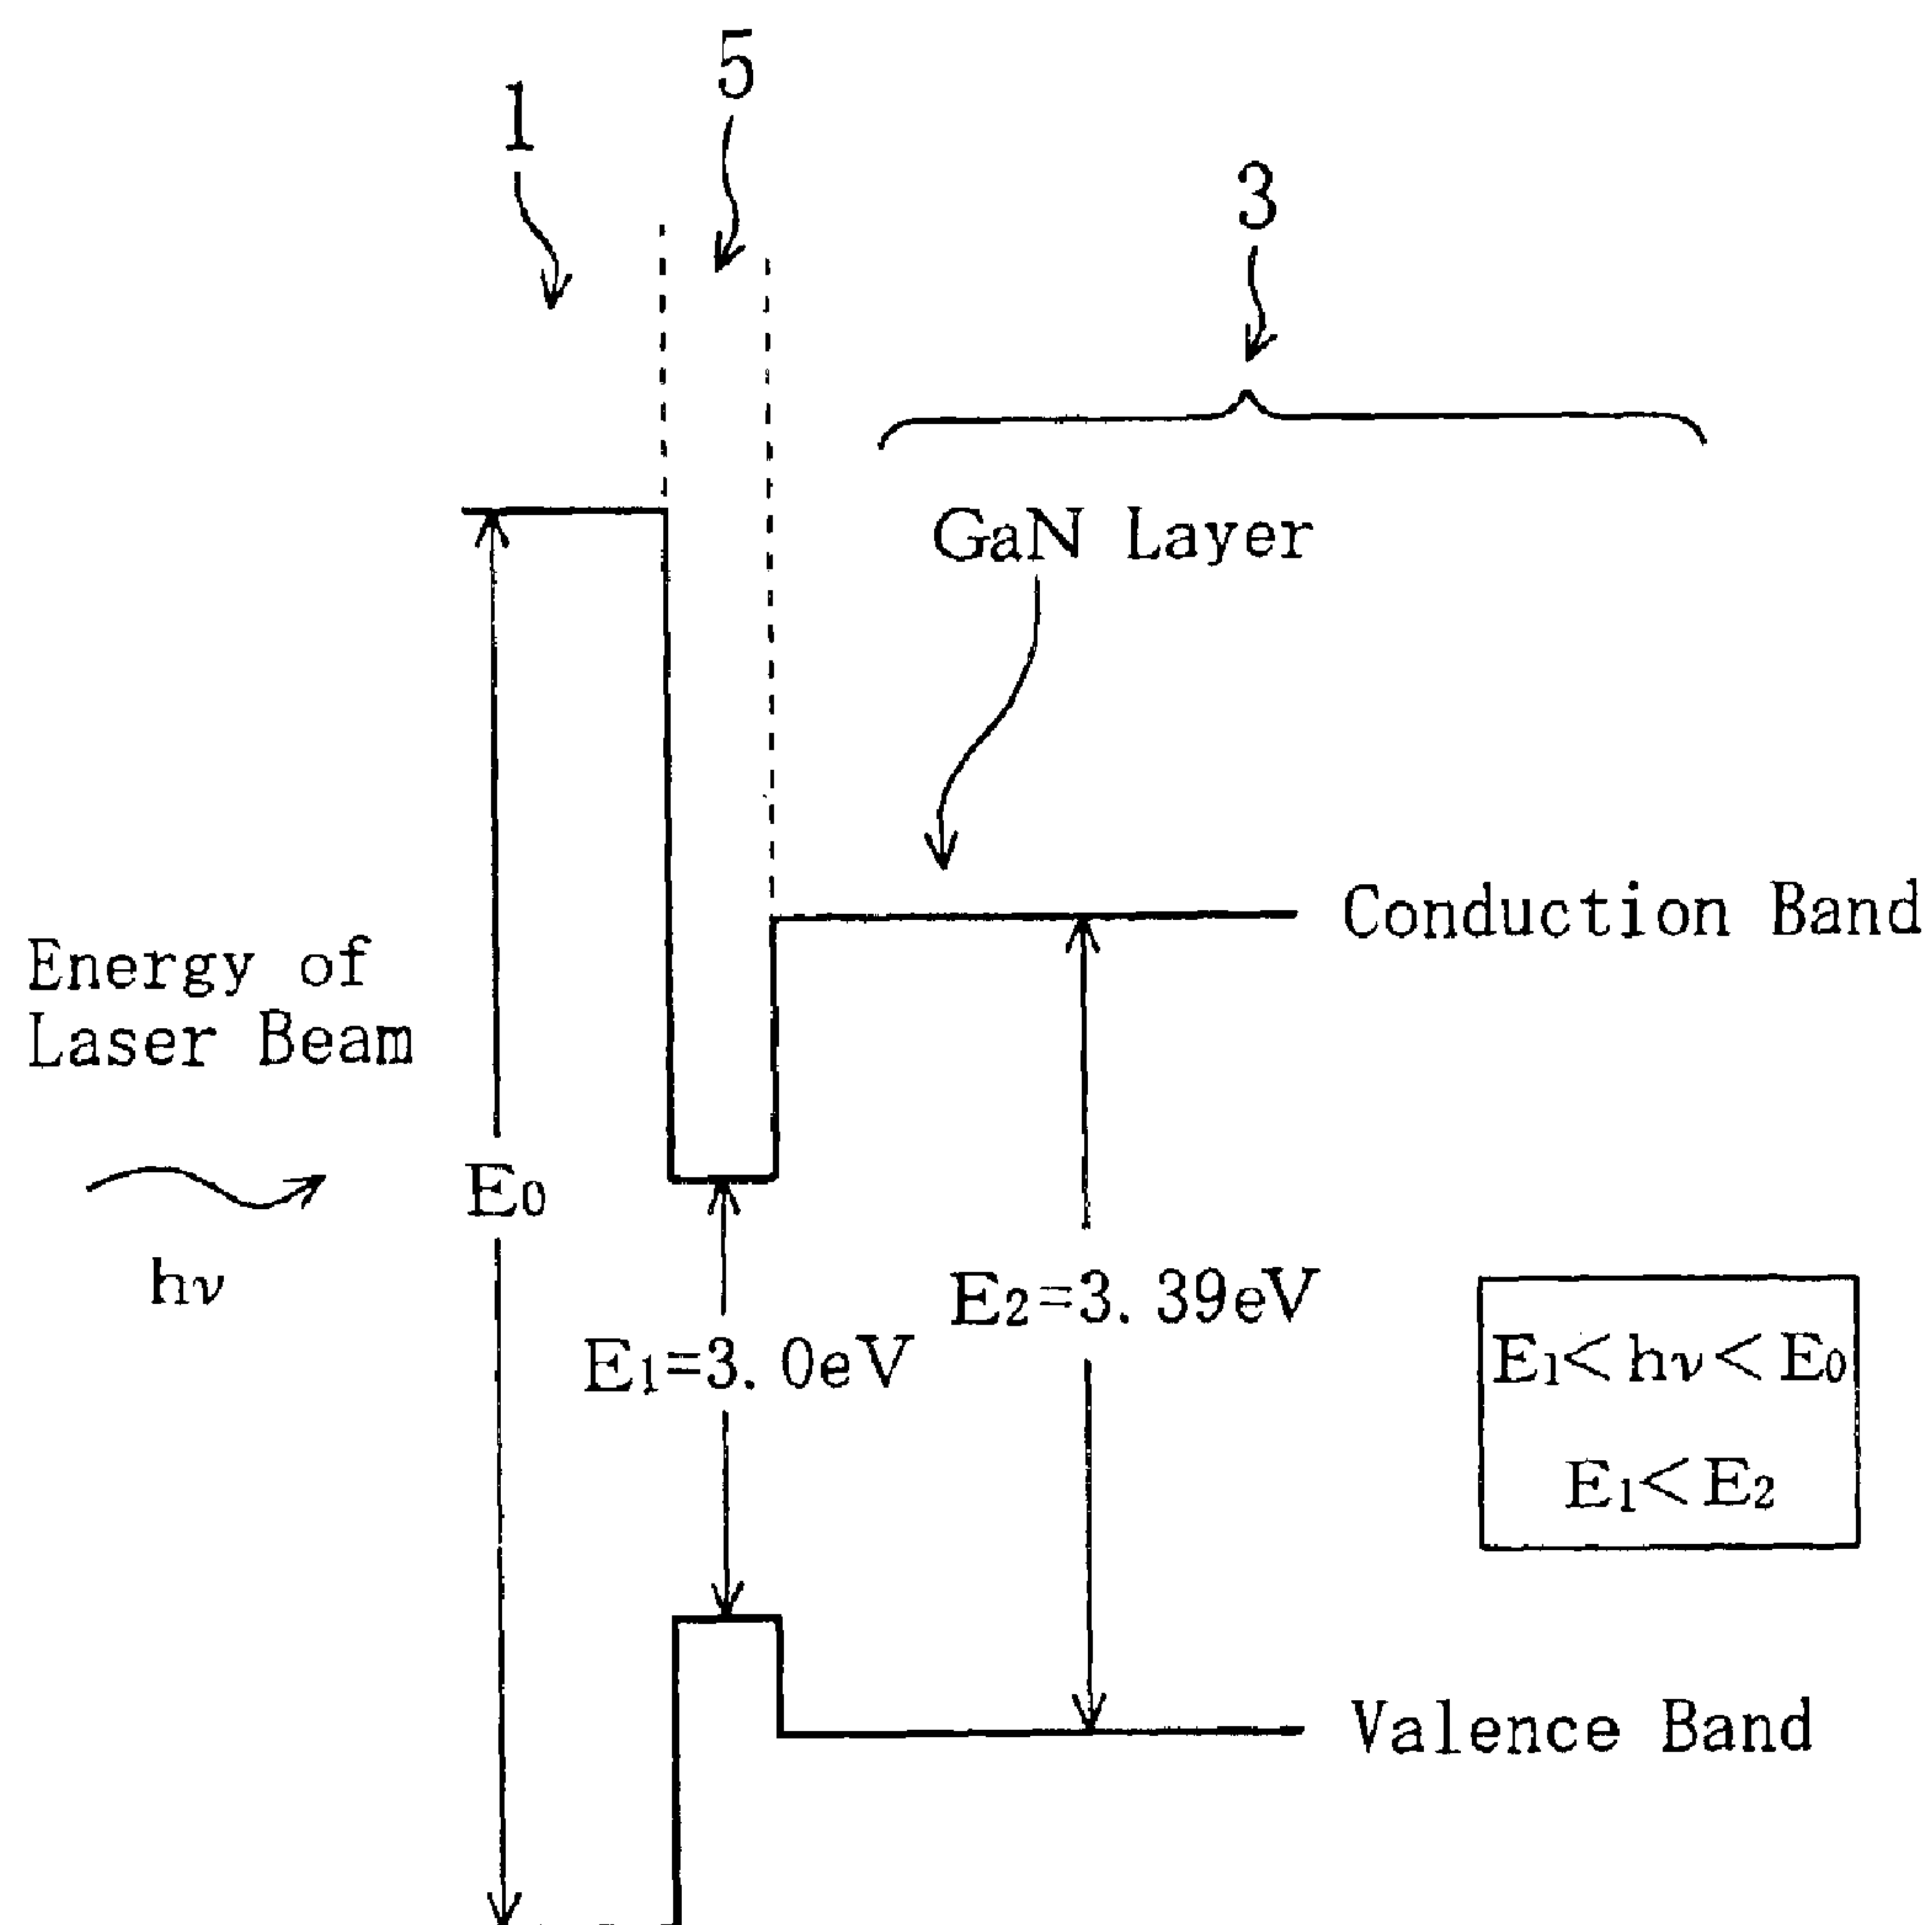 5
1
3
GaN Layer
Conduction Band
Energy of
Laser Beam
E₀
hν
E₂=3.39eV
E₁=3.0eV
E₁<hν<E₀
E₁<E₂
Valence Band